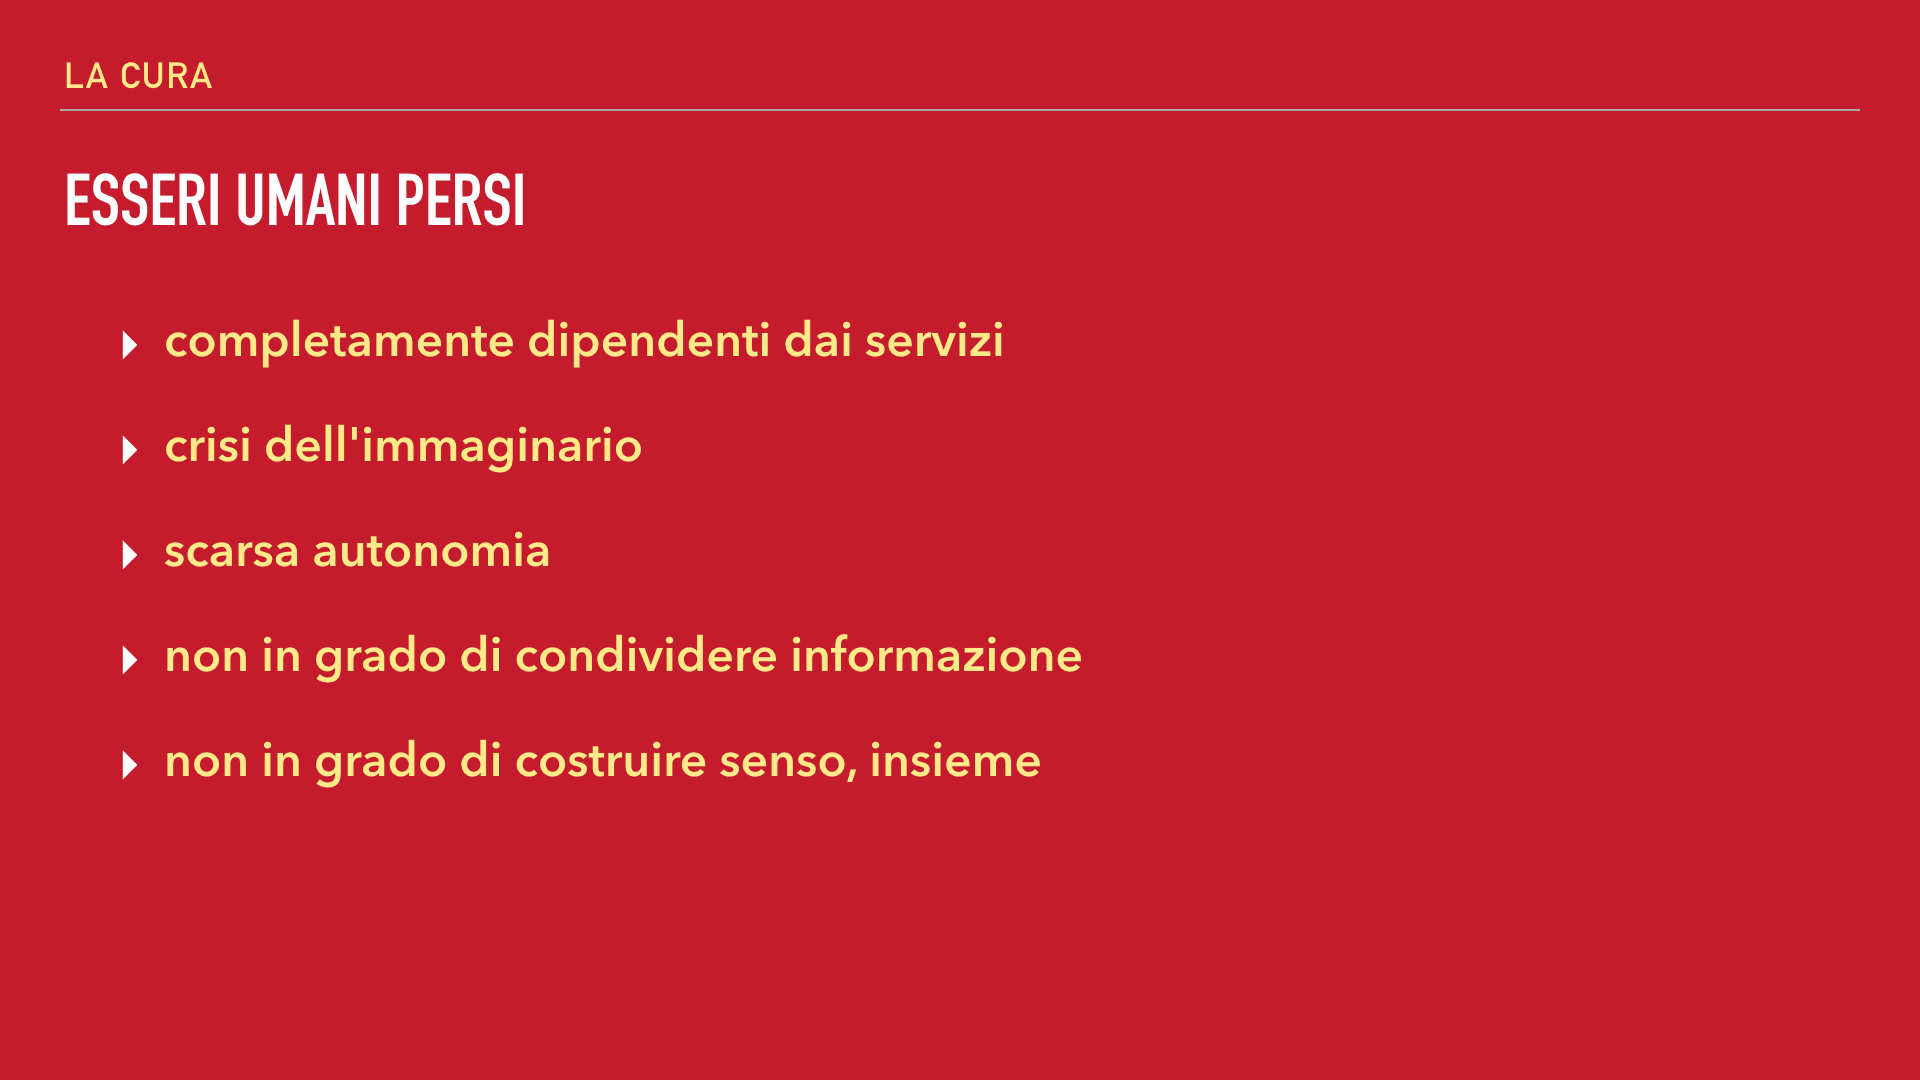 LA CURA
ESSERI UMANI PERSI
completamente dipendenti dai servizi
crisi dell'immaginario
scarsa autonomia
non in grado di condividere informazione
non in grado di costruire senso, insieme